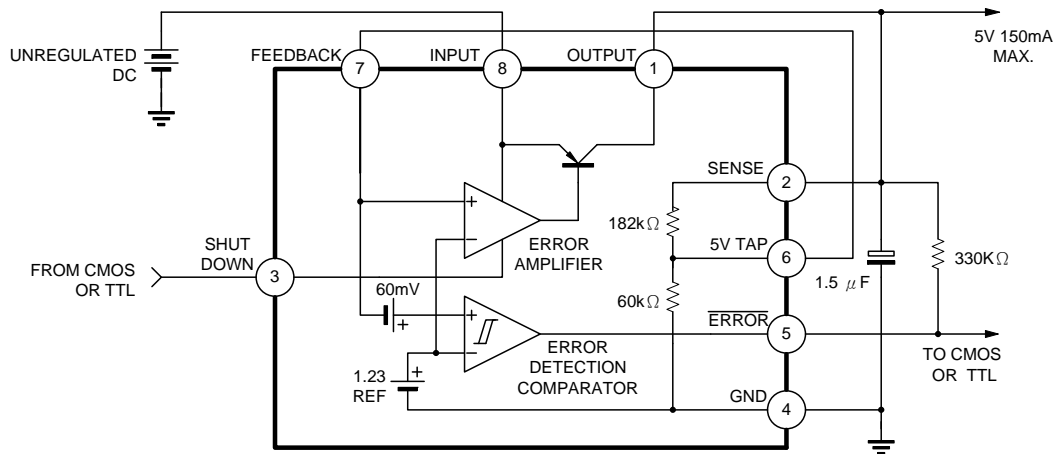 UNREGULATED
DC
FEEDBACK
7
INPUT
8
OUTPUT
1
5V 150mA
MAX.
SENSE
2
182kΩ
5V TAP
6
60kΩ
1.5 μF
330KΩ
+
−
ERROR
AMPLIFIER
SHUT
DOWN
3
FROM CMOS
OR TTL
60mV
+
+
−
ERROR
DETECTION
COMPARATOR
ERROR
5
TO CMOS
OR TTL
1.23
REF
+
GND
4